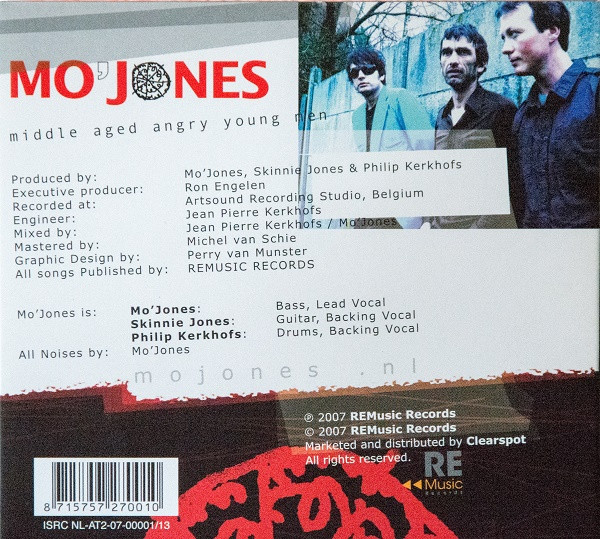 MO'JONES
middle aged angry young men
Produced by: Mo'Jones, Skinnie Jones & Philip Kerkhofs
Executive producer: Ron Engelen
Recorded at: Artsound Recording Studio, Belgium
Engineer: Jean Pierre Kerkhofs
Mixed by: Jean Pierre Kerkhofs / Mo'Jones
Mastered by: Michel van Schie
Graphic Design by: Perry van Munster
All songs Published by: REMUSIC RECORDS
Mo'Jones is: Mo'Jones: Bass, Lead Vocal
Skinnie Jones: Guitar, Backing Vocal
Philip Kerkhofs: Drums, Backing Vocal
All Noises by: Mo'Jones
mojones .nl
℗ 2007 REMusic Records
© 2007 REMusic Records
Marketed and distributed by Clearspot
All rights reserved.
RE
Music
Records
8 715757 270010
ISRC NL-AT2-07-00001/13